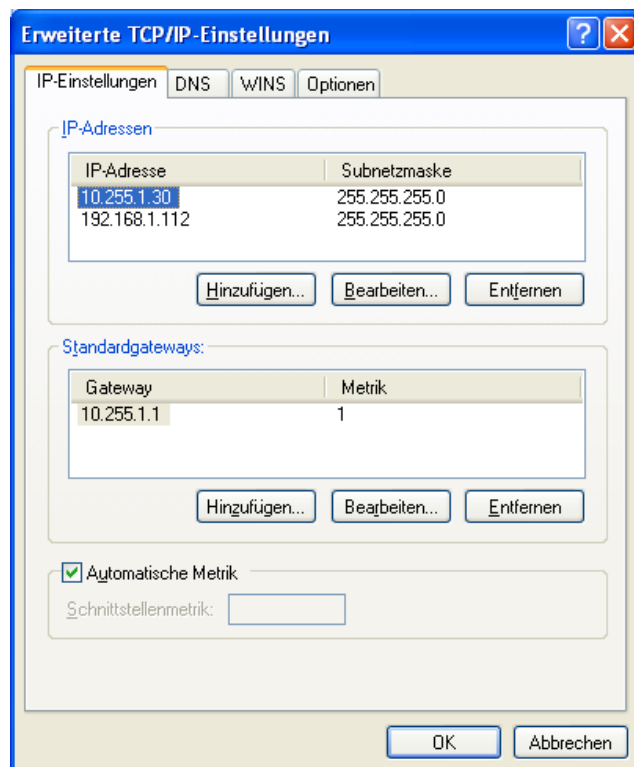 Erweiterte TCP/IP-Einstellungen
IP-Einstellungen DNS WINS Optionen
IP-Adressen
IP-Adresse Subnetzmaske
10.255.1.30 255.255.255.0
192.168.1.112 255.255.255.0
Hinzufügen... Bearbeiten... Entfernen
Standardgateways:
Gateway Metrik
10.255.1.1 1
Hinzufügen... Bearbeiten... Entfernen
Automatische Metrik
Schnittstellenmetrik:
OK Abbrechen